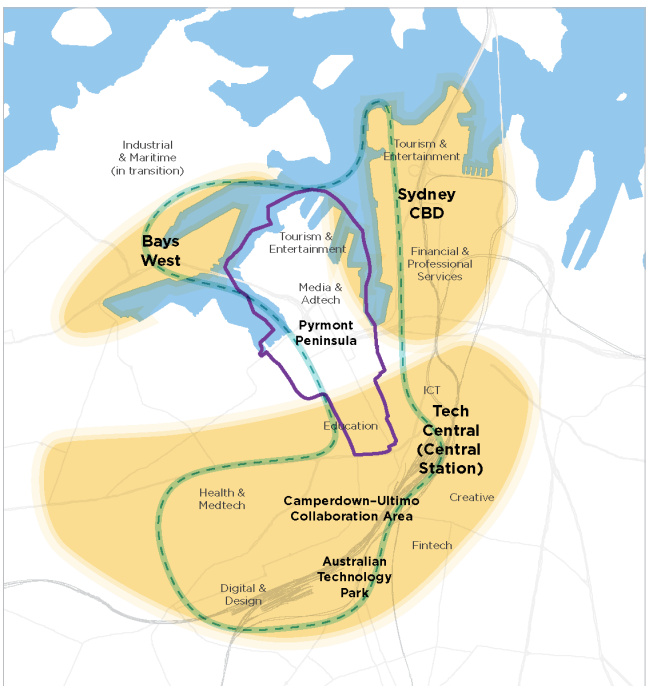 Industrial
& Maritime
(in transition)
Tourism &
Entertainment
Sydney
CBD
Bays
West
Tourism &
Entertainment
Financial &
Professional
Services
Media &
Adtech
Pyrmont
Peninsula
ICT
Tech
Central
(Central
Station)
Education
Health &
Medtech
Camperdown–Ultimo
Collaboration Area
Creative
Fintech
Australian
Technology
Park
Digital &
Design